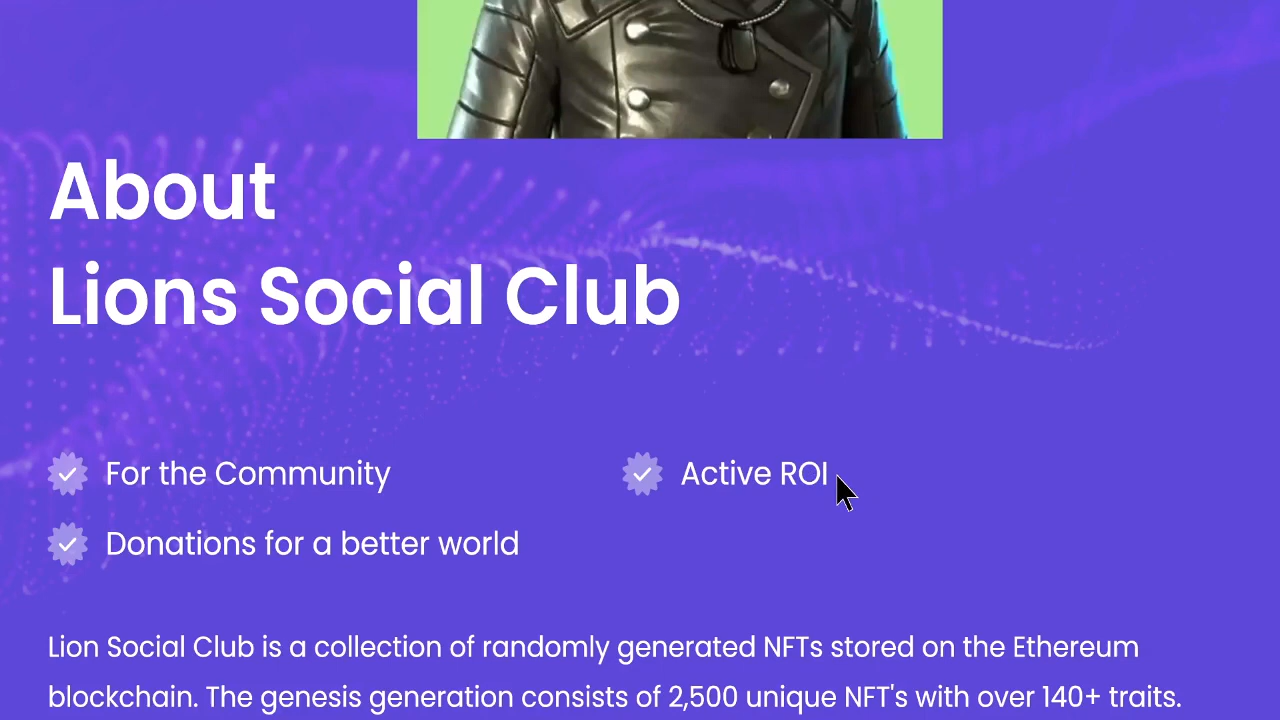 About
Lions Social Club
For the Community
Active ROI
Donations for a better world
Lion Social Club is a collection of randomly generated NFTs stored on the Ethereum
blockchain. The genesis generation consists of 2,500 unique NFT's with over 140+ traits.